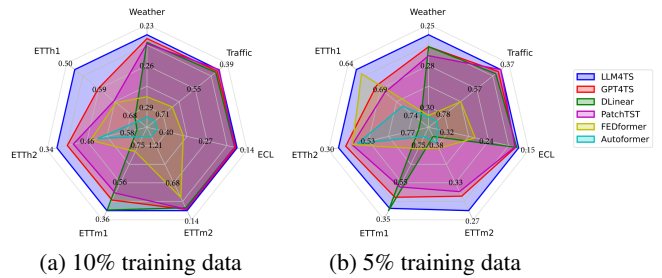 Weather
0.23
ETTh1
0.50
Traffic
0.39
0.26
0.59
0.55
0.29
0.68
0.71
ETTh2
0.34
0.46
0.58
0.40
0.27
0.14
ECL
0.75
1.21
0.56
0.68
0.36
ETTm1
0.14
ETTm2
(a) 10% training data
Weather
0.25
ETTh1
0.64
Traffic
0.37
0.28
0.69
0.30
0.74
0.78
ETTh2
0.30
0.53
0.77
0.32
0.24
0.15
ECL
0.75
0.38
0.55
0.33
0.35
ETTm1
0.27
ETTm2
(b) 5% training data
LLM4TS
GPT4TS
DLinear
PatchTST
FEDformer
Autoformer